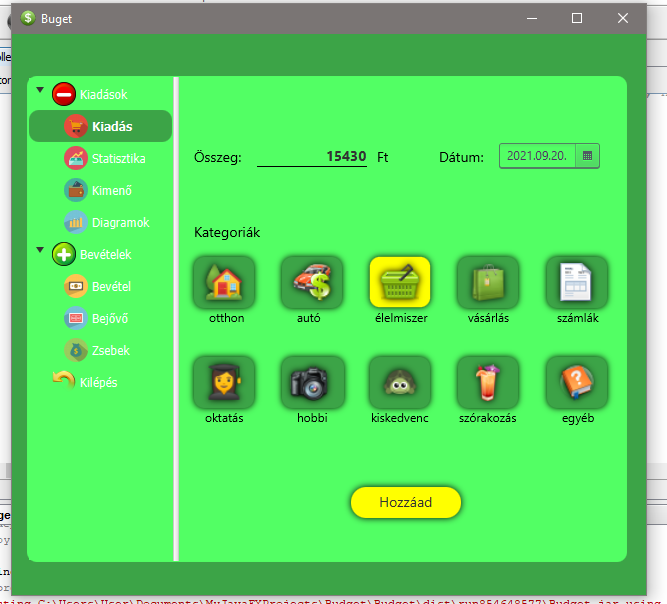 Buget
Kiadások
Kiadás
Statisztika
Kimenő
Diagramok
Bevételek
Bevétel
Bejövő
Zsebek
Kilépés
Összeg: 15430 Ft Dátum: 2021.09.20.
Kategoriák
otthon autó élelmiszer vásárlás számlák
oktatás hobbi kiskedvenc szórakozás egyéb
Hozzáad